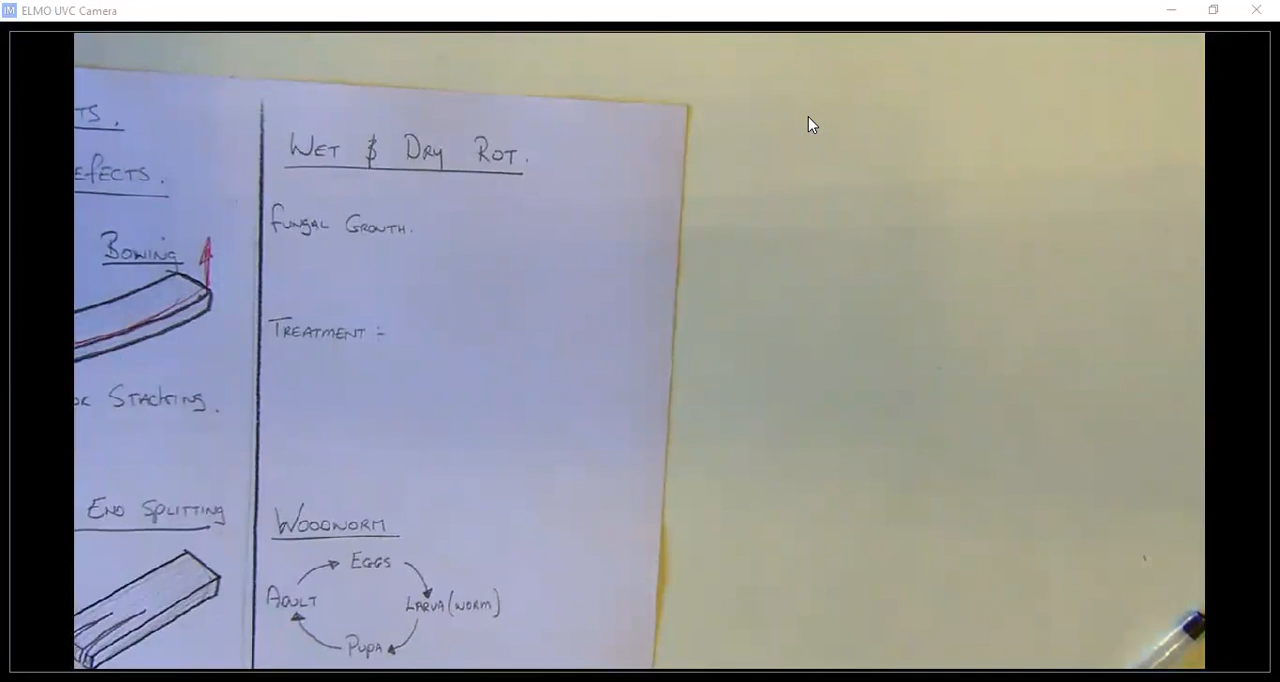 ELMO UVC Camera
TS.
EFECTS.
BOWING
STACKING.
END SPLITTING
WET & DRY ROT.
FUNGAL GROWTH.
TREATMENT :-
WOODWORM
EGGS
LARVA (WORM)
PUPA
ADULT